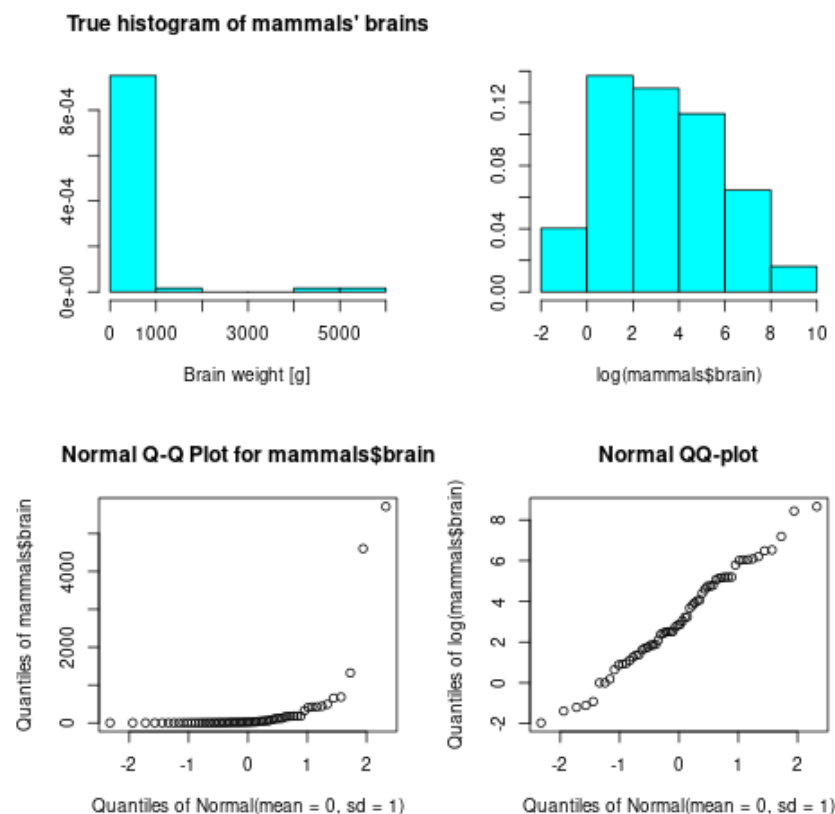 True histogram of mammals' brains
8e-04
4e-04
0e+00
0 1000 3000 5000
Brain weight [g]
0.12
0.08
0.04
0.00
-2 0 2 4 6 8 10
log(mammals$brain)
Normal Q-Q Plot for mammals$brain
Quantiles of mammals$brain
4000
2000
0
-2 -1 0 1 2
Quantiles of Normal(mean = 0, sd = 1)
Normal QQ-plot
Quantiles of log(mammals$brain)
8
6
4
2
0
-2
-2 -1 0 1 2
Quantiles of Normal(mean = 0, sd = 1)